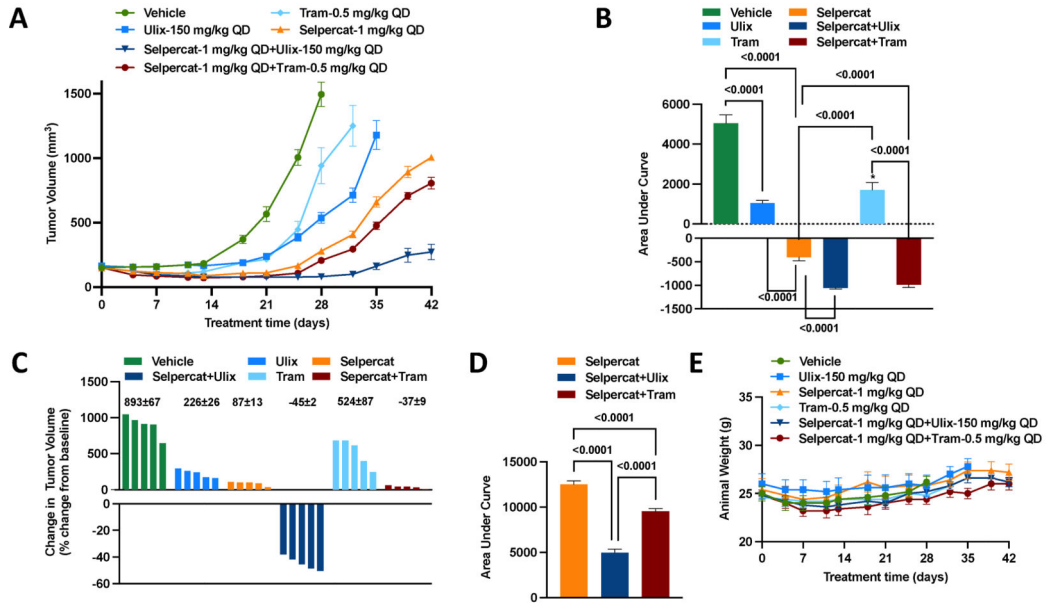 A
Vehicle
Tram-0.5 mg/kg QD
Ulix-150 mg/kg QD
Selpercat-1 mg/kg QD
Selpercat-1 mg/kg QD+Ulix-150 mg/kg QD
Selpercat-1 mg/kg QD+Tram-0.5 mg/kg QD
Tumor Volume (mm³)
1500
1000
500
0
0 7 14 21 28 35 42
Treatment time (days)
B
Vehicle Selpercat
Ulix Selpercat+Ulix
Tram Selpercat+Tram
<0.0001
<0.0001
<0.0001
<0.0001
<0.0001
*
<0.0001
<0.0001
Area Under Curve
6000
4000
2000
0
0
-500
-1000
-1500
C
Vehicle Ulix Selpercat
Selpercat+Ulix Tram Sepercat+Tram
893±67 226±26 87±13 -45±2 524±87 -37±9
Change in Tumor Volume
(% change from baseline)
1500
1000
500
0
0
-20
-40
-60
D
Selpercat
Selpercat+Ulix
Selpercat+Tram
<0.0001
<0.0001
<0.0001
Area Under Curve
15000
10000
5000
0
E
Vehicle
Ulix-150 mg/kg QD
Selpercat-1 mg/kg QD
Tram-0.5 mg/kg QD
Selpercat-1 mg/kg QD+Ulix-150 mg/kg QD
Selpercat-1 mg/kg QD+Tram-0.5 mg/kg QD
Animal Weight (g)
30
25
20
0 7 14 21 28 35 42
Treatment time (days)